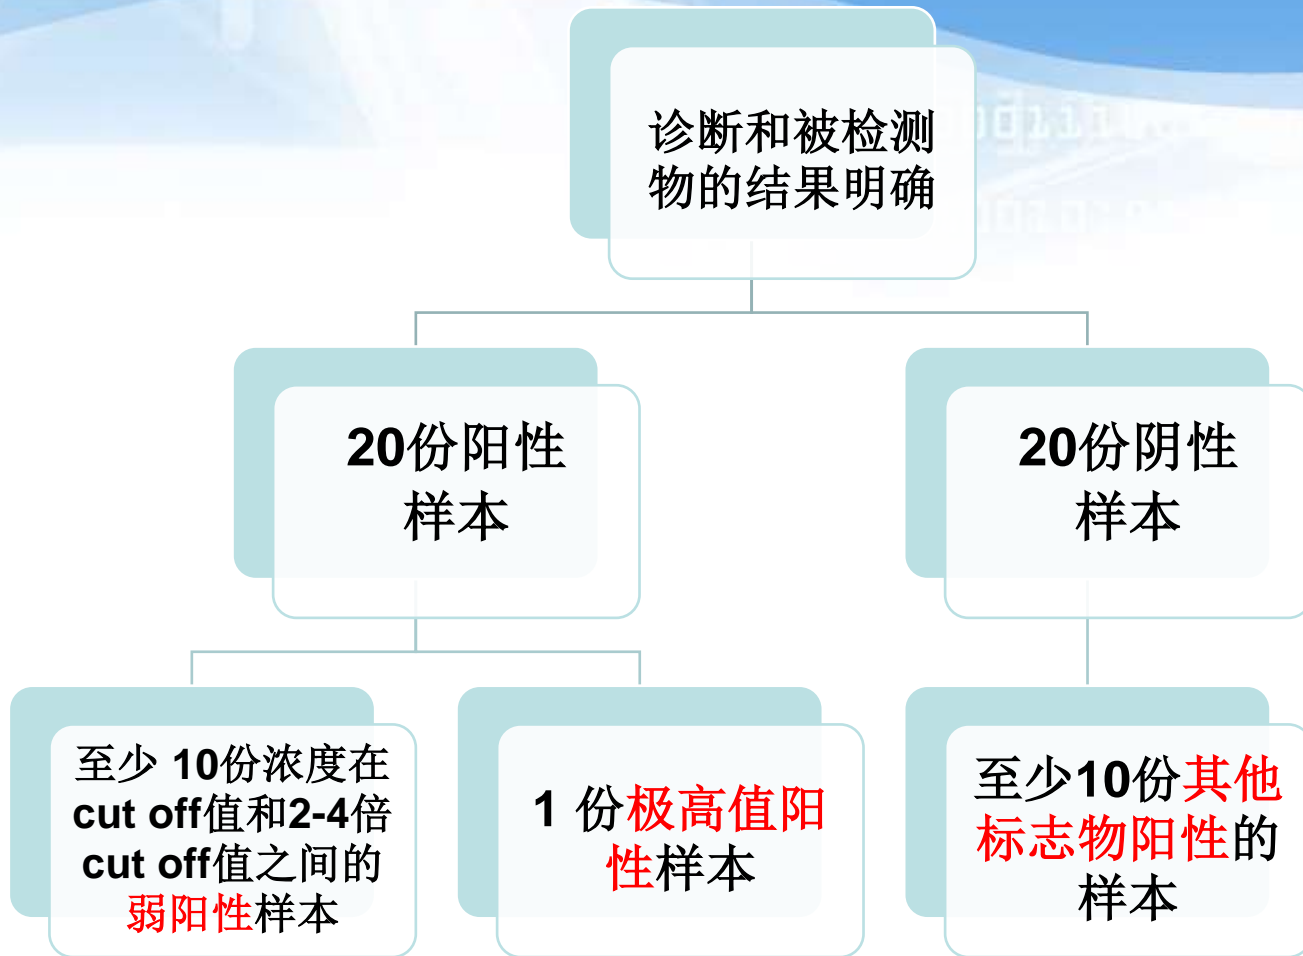 诊断和被检测
物的结果明确
20份阳性
样本
20份阴性
样本
至少 10份浓度在
cut off值和2-4倍
cut off值之间的
弱阳性样本
1 份极高值阳
性样本
至少10份其他
标志物阳性的
样本